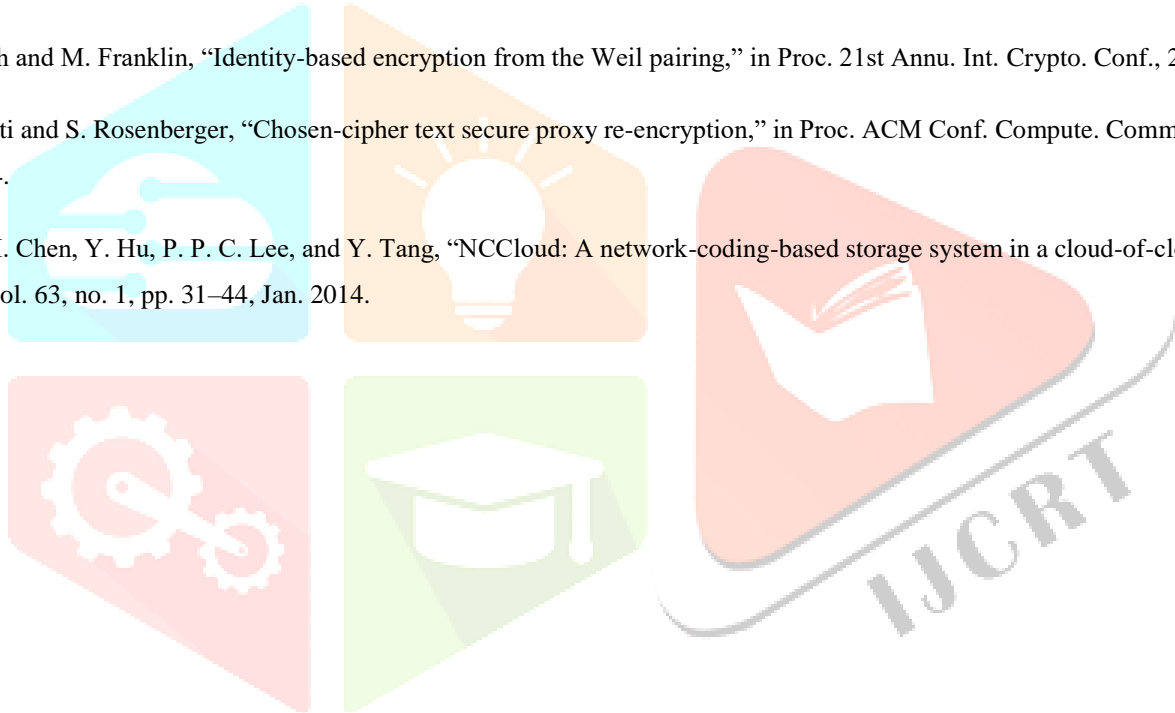 h and M. Franklin, “Identity-based encryption from the Weil pairing,” in Proc. 21st Annu. Int. Crypto. Conf., 2
ti and S. Rosenberger, “Chosen-cipher text secure proxy re-encryption,” in Proc. ACM Conf. Compute. Comm
. Chen, Y. Hu, P. P. C. Lee, and Y. Tang, “NCCloud: A network-coding-based storage system in a cloud-of-cl
ol. 63, no. 1, pp. 31–44, Jan. 2014.
IJCRT